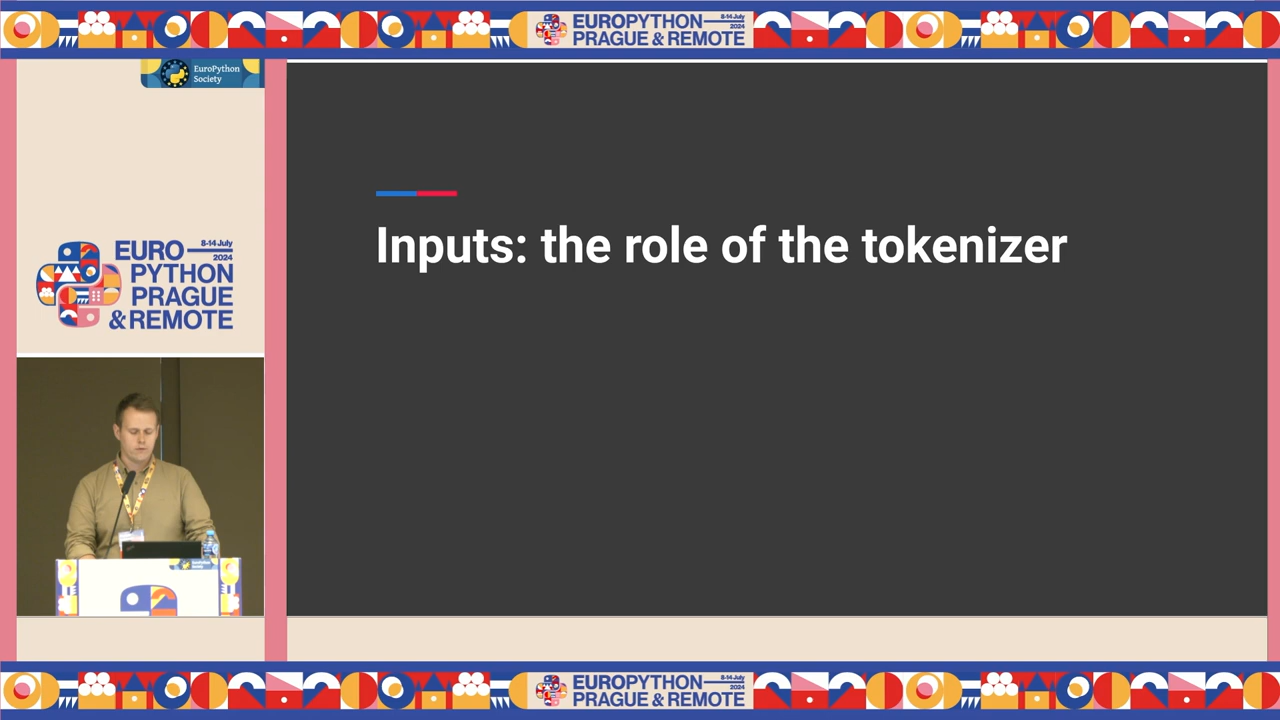 EUROPYTHON
8-14 July
2024
PRAGUE & REMOTE
EuroPython
Society
Inputs: the role of the tokenizer
EURO
8-14 July
2024
PYTHON
PRAGUE
& REMOTE
EUROPYTHON
8-14 July
2024
PRAGUE & REMOTE